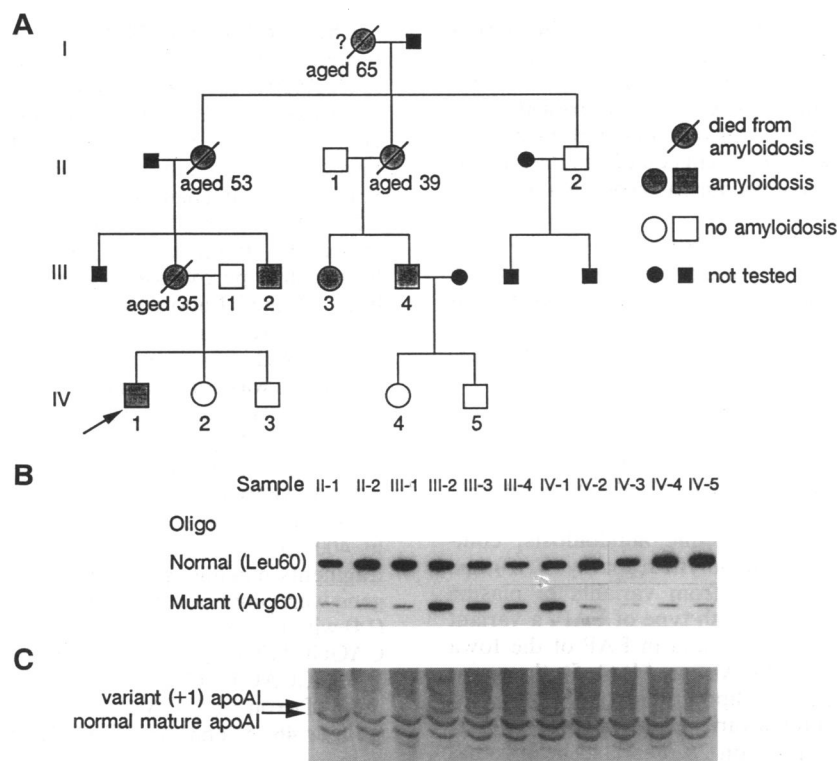 A
I
?
aged 65
died from
amyloidosis
II
aged 53
1
aged 39
2
amyloidosis
no amyloidosis
III
aged 35
1
2
3
4
not tested
IV
1
2
3
4
5
B
Sample II-1 II-2 III-1 III-2 III-3 III-4 IV-1 IV-2 IV-3 IV-4 IV-5
Oligo
Normal (Leu60)
Mutant (Arg60)
C
variant (+1) apoAI
normal mature apoAI